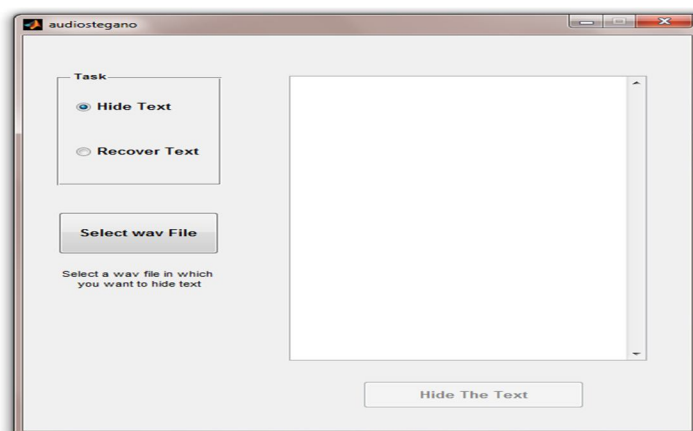 audiostegano
Task
Hide Text
Recover Text
Select wav File
Select a wav file in which
you want to hide text
Hide The Text